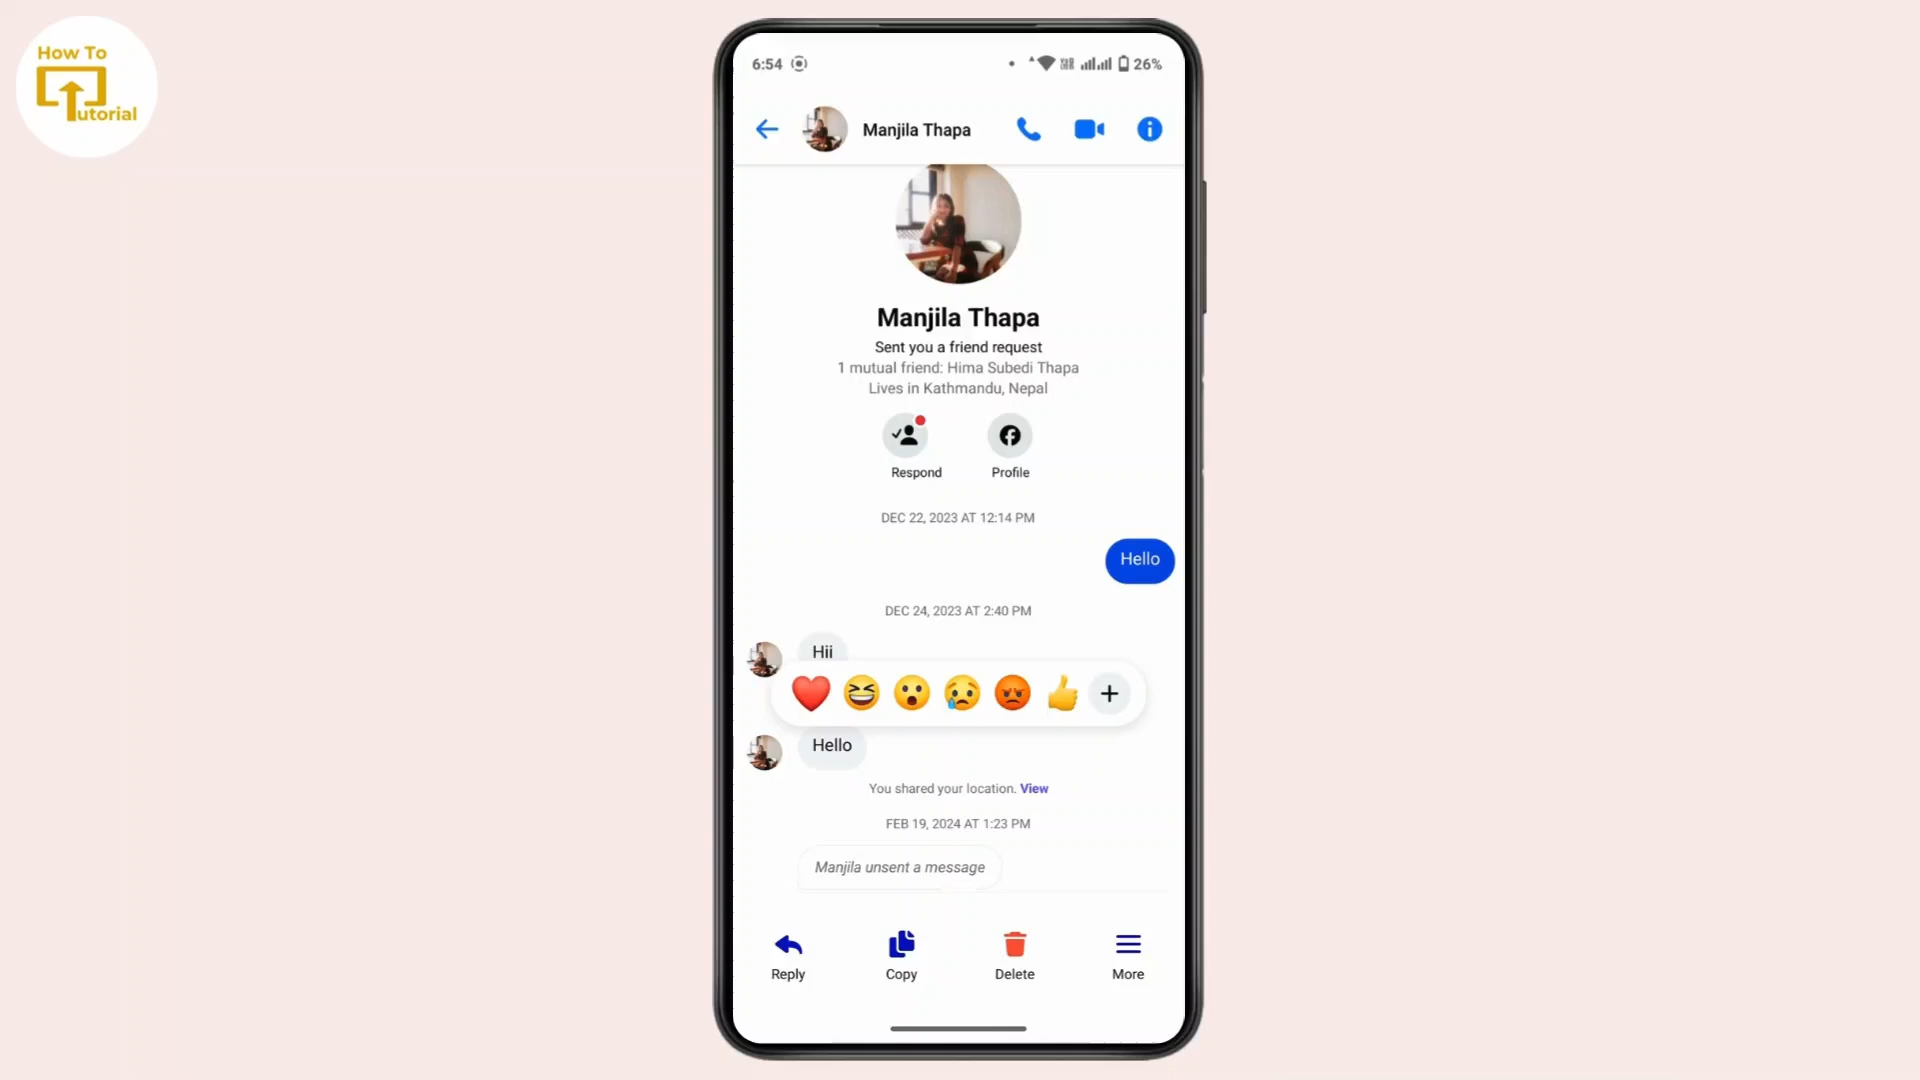 How To
Tutorial
6:54
26%
Manjila Thapa
Manjila Thapa
Sent you a friend request
1 mutual friend: Hima Subedi Thapa
Lives in Kathmandu, Nepal
Respond
Profile
DEC 22, 2023 AT 12:14 PM
Hello
DEC 24, 2023 AT 2:40 PM
Hii
Hello
You shared your location. View
FEB 19, 2024 AT 1:23 PM
Manjila unsent a message
Reply
Copy
Delete
More